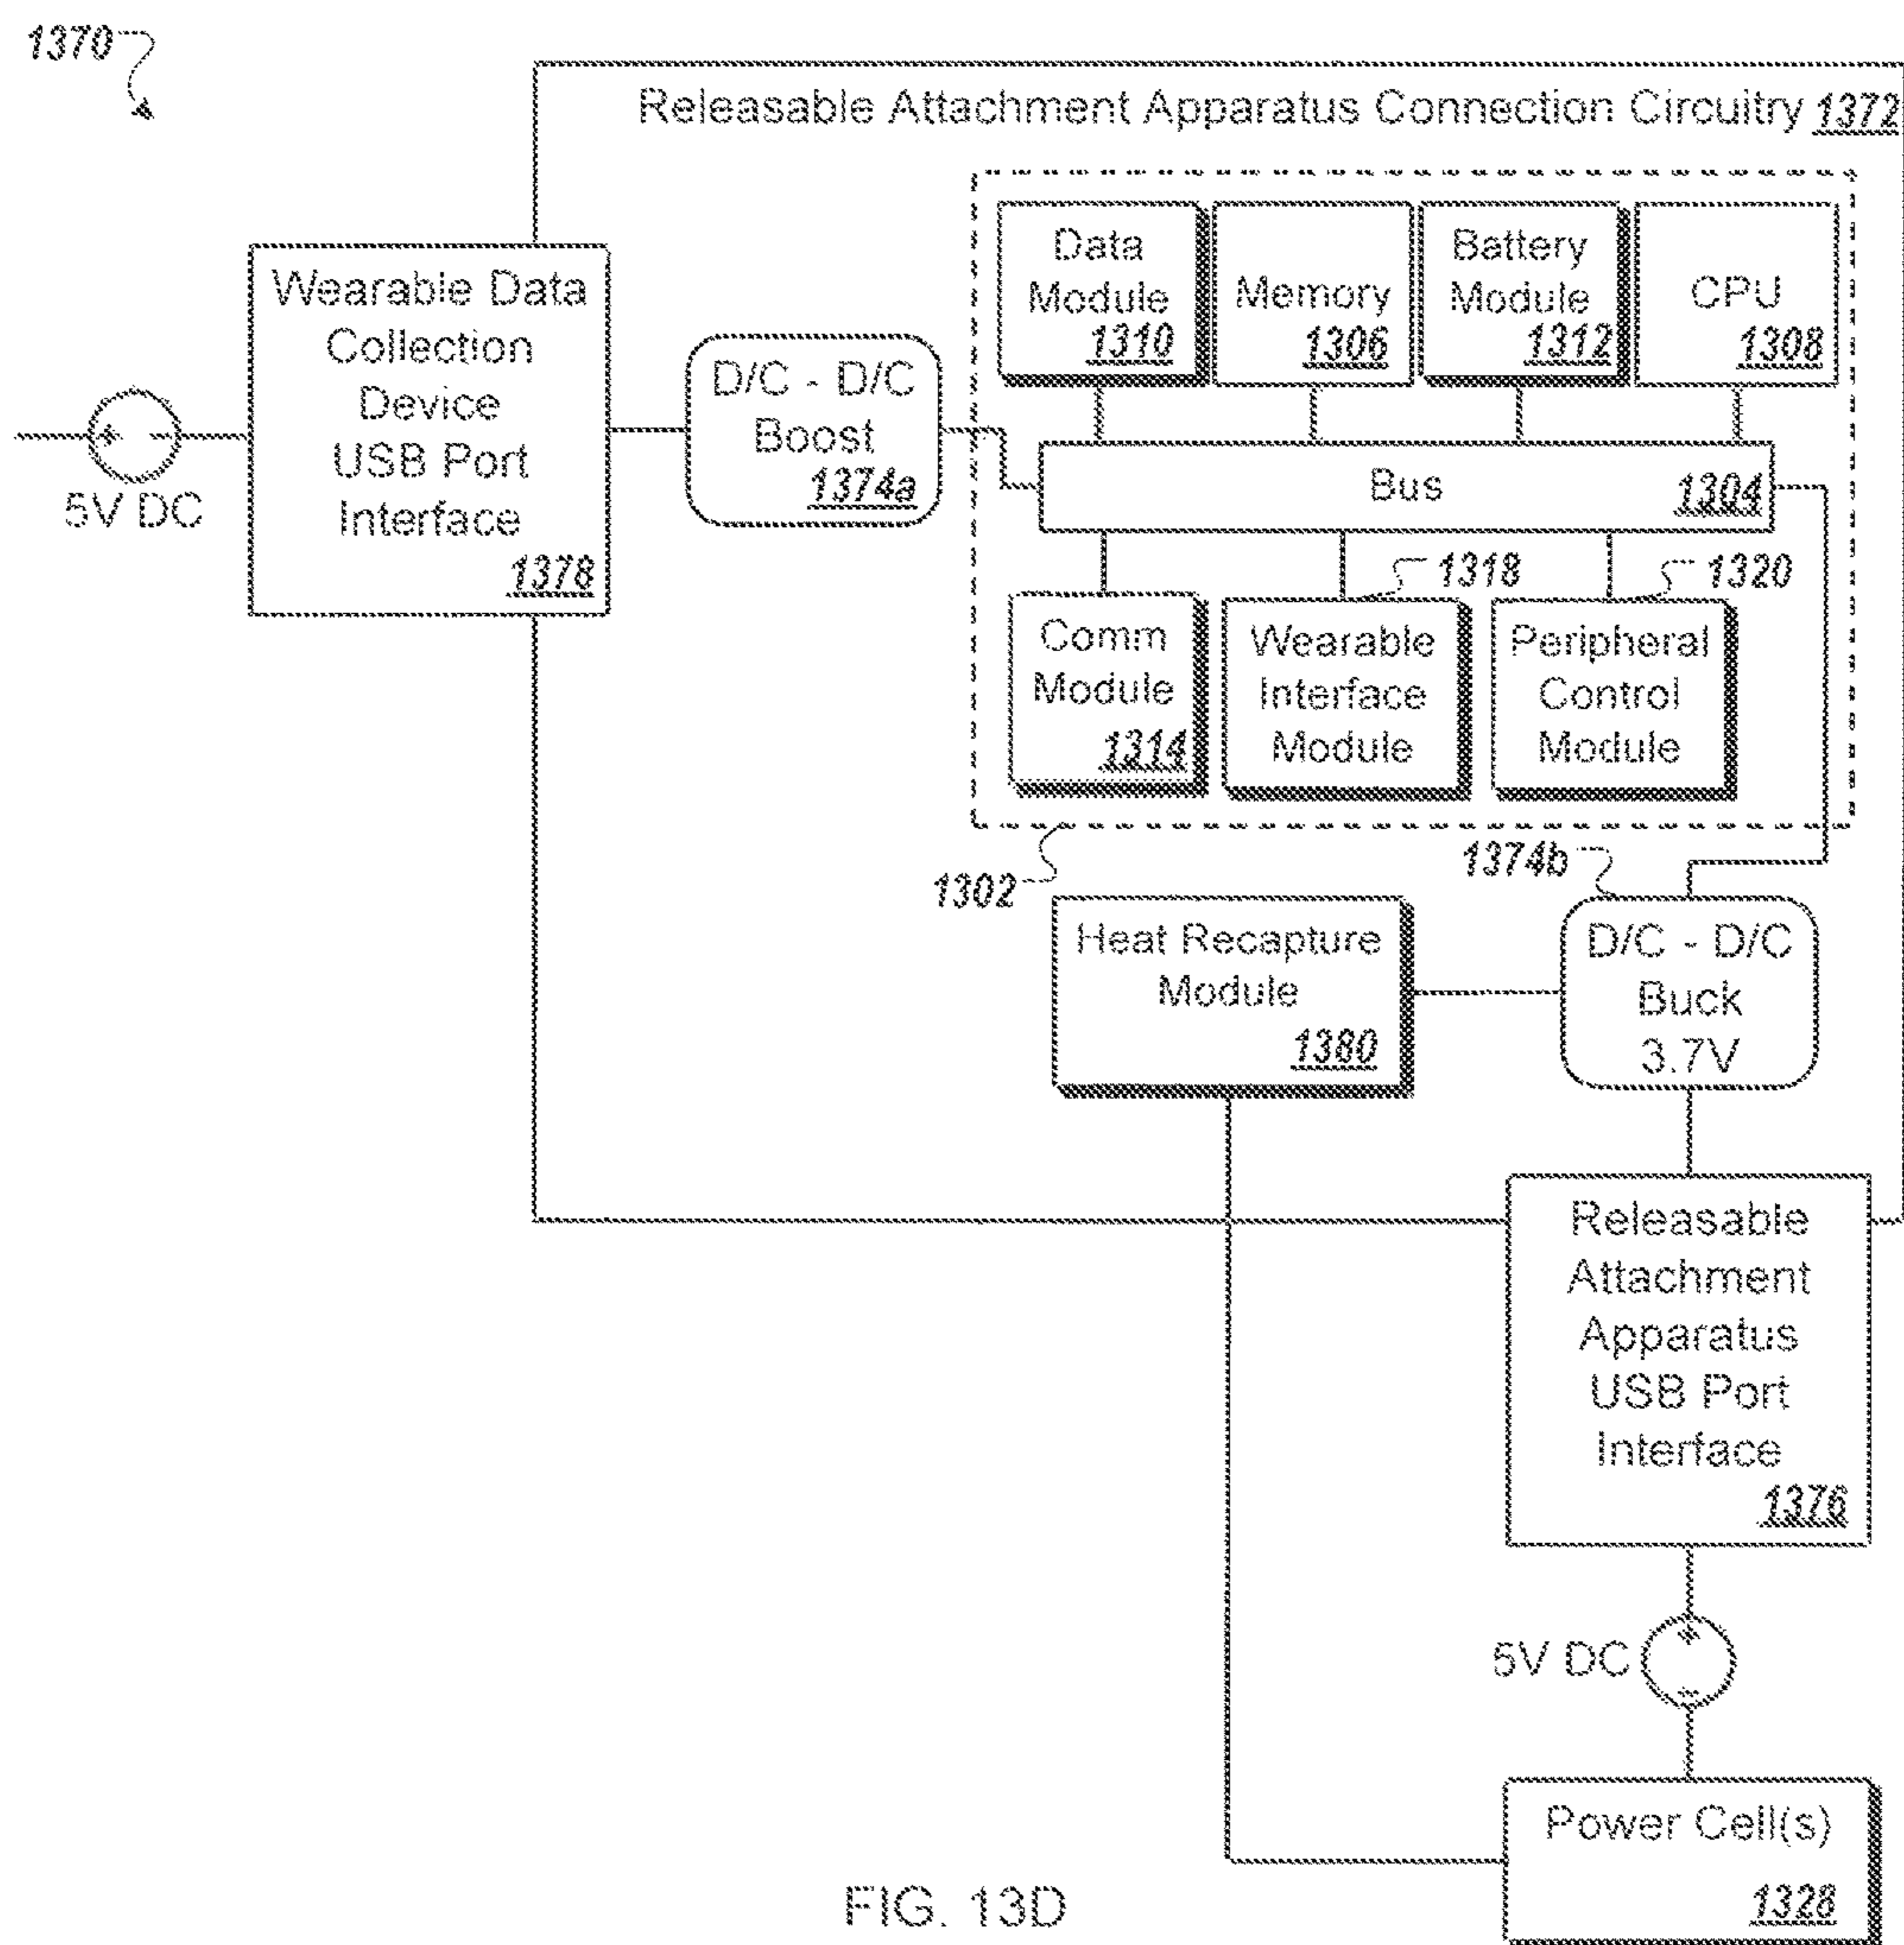 1370
Releasable Attachment Apparatus Connection Circuitry 1372
Wearable Data
Collection
Device
USB Port
Interface
1378
5V DC
D/C - D/C
Boost
1374a
Data
Module
1310
Memory
1306
Battery
Module
1312
CPU
1308
Bus 1304
1318
1320
Comm
Module
1314
Wearable
Interface
Module
Peripheral
Control
Module
1302
1374b
Heat Recapture
Module
1380
D/C - D/C
Buck
3.7V
Releasable
Attachment
Apparatus
USB Port
Interface
1376
5V DC
Power Cell(s)
1328
FIG. 13D